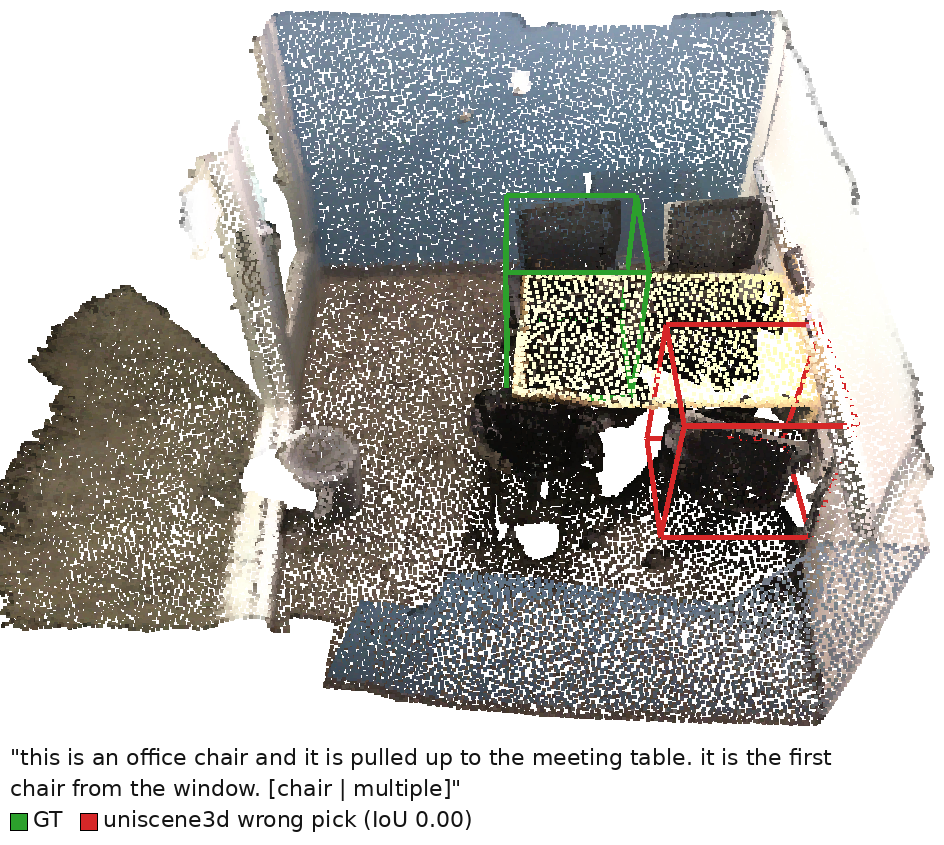 "this is an office chair and it is pulled up to the meeting table. it is the first
chair from the window. [chair | multiple]"
GT uniscene3d wrong pick (IoU 0.00)